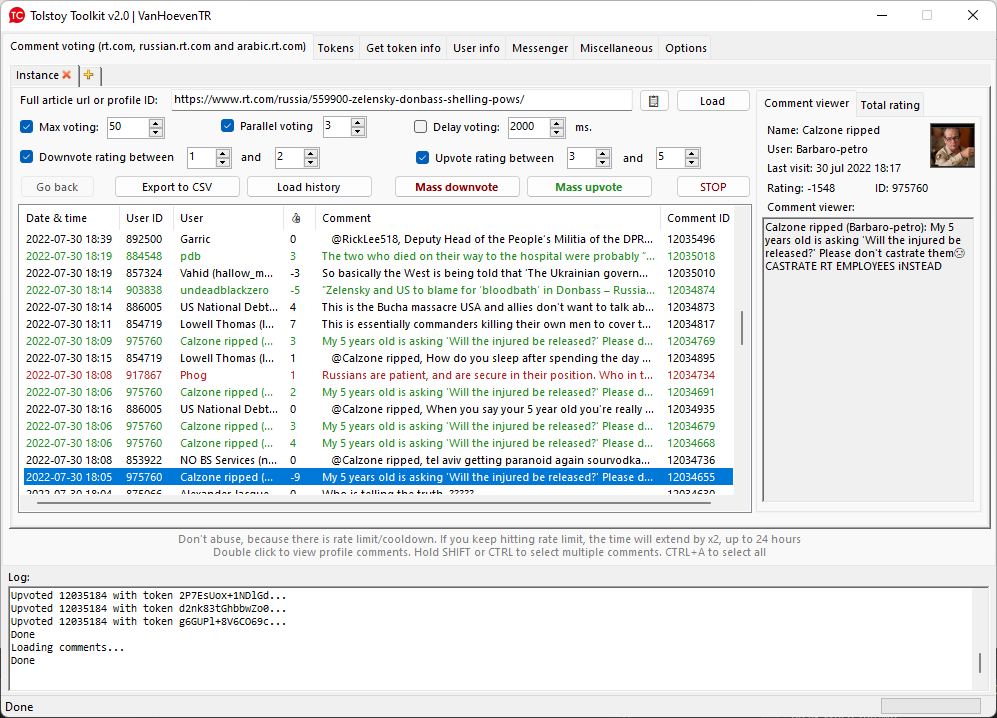 TC Tolstoy Toolkit v2.0 | VanHoevenTR
Comment voting (rt.com, russian.rt.com and arabic.rt.com) Tokens Get token info User info Messenger Miscellaneous Options
Instance
Full article url or profile ID: https://www.rt.com/russia/559900-zelensky-donbass-shelling-pows/ Load
Max voting: 50 Parallel voting 3 Delay voting: 2000 ms.
Downvote rating between 1 and 2 Upvote rating between 3 and 5
Go back Export to CSV Load history Mass downvote Mass upvote STOP
Date & time User ID User Comment Comment ID
2022-07-30 18:39 892500 Garric 0 @RickLee518, Deputy Head of the People's Militia of the DPR... 12035496
2022-07-30 18:19 884548 pdb 3 The two who died on their way to the hospital were probably "... 12035018
2022-07-30 18:19 857324 Vahid (hallow_m... -3 So basically the West is being told that 'The Ukrainian govern... 12035010
2022-07-30 18:14 903838 undeadblackzero -5 "Zelensky and US to blame for 'bloodbath' in Donbass – Russia... 12034874
2022-07-30 18:14 886005 US National Debt... 4 This is the Bucha massacre USA and allies don't want to talk ab... 12034873
2022-07-30 18:11 854719 Lowell Thomas (l... 7 This is essentially commanders killing their own men to cover t... 12034817
2022-07-30 18:09 975760 Calzone ripped (... 3 My 5 years old is asking 'Will the injured be released?' Please d... 12034769
2022-07-30 18:15 854719 Lowell Thomas (l... 1 @Calzone ripped, How do you sleep after spending the day ... 12034895
2022-07-30 18:08 917867 Phog 1 Russians are patient, and are secure in their position. Who in t... 12034734
2022-07-30 18:06 975760 Calzone ripped (... 2 My 5 years old is asking 'Will the injured be released?' Please d... 12034691
2022-07-30 18:16 886005 US National Debt... 0 @Calzone ripped, When you say your 5 year old you're really ... 12034935
2022-07-30 18:06 975760 Calzone ripped (... 3 My 5 years old is asking 'Will the injured be released?' Please d... 12034679
2022-07-30 18:06 975760 Calzone ripped (... 4 My 5 years old is asking 'Will the injured be released?' Please d... 12034668
2022-07-30 18:08 853922 NO BS Services (n... 0 @Calzone ripped, tel aviv getting paranoid again sourvodka... 12034736
2022-07-30 18:05 975760 Calzone ripped (... -9 My 5 years old is asking 'Will the injured be released?' Please d... 12034655
2022-07-30 18:04 875066 Alexander Jacque... 0 Who is telling the truth ????? 12034630
Comment viewer Total rating
Name: Calzone ripped
User: Barbaro-petro
Last visit: 30 jul 2022 18:17
Rating: -1548 ID: 975760
Comment viewer:
Calzone ripped (Barbaro-petro): My 5
years old is asking 'Will the injured be
released?' Please don't castrate them😥
CASTRATE RT EMPLOYEES iNSTEAD
Don't abuse, because there is rate limit/cooldown. If you keep hitting rate limit, the time will extend by x2, up to 24 hours
Double click to view profile comments. Hold SHIFT or CTRL to select multiple comments. CTRL+A to select all
Log:
Upvoted 12035184 with token 2P7EsUox+1NDlGd...
Upvoted 12035184 with token d2nk83tGhbbwZo0...
Upvoted 12035184 with token g6GUPl+8V6CO69c...
Done
Loading comments...
Done
Done